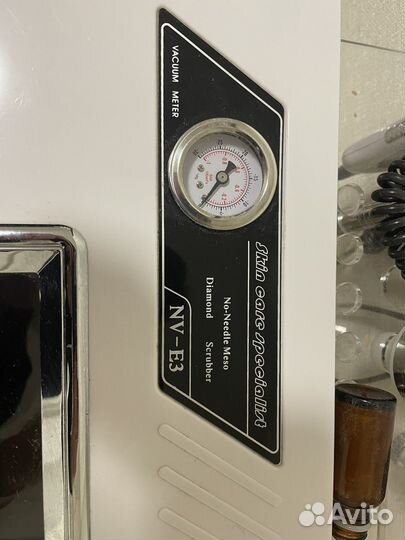 VACUUM METER
Skin care specialist
No-Needle Meso
Diamond Scrubber
NV-E3
Avito